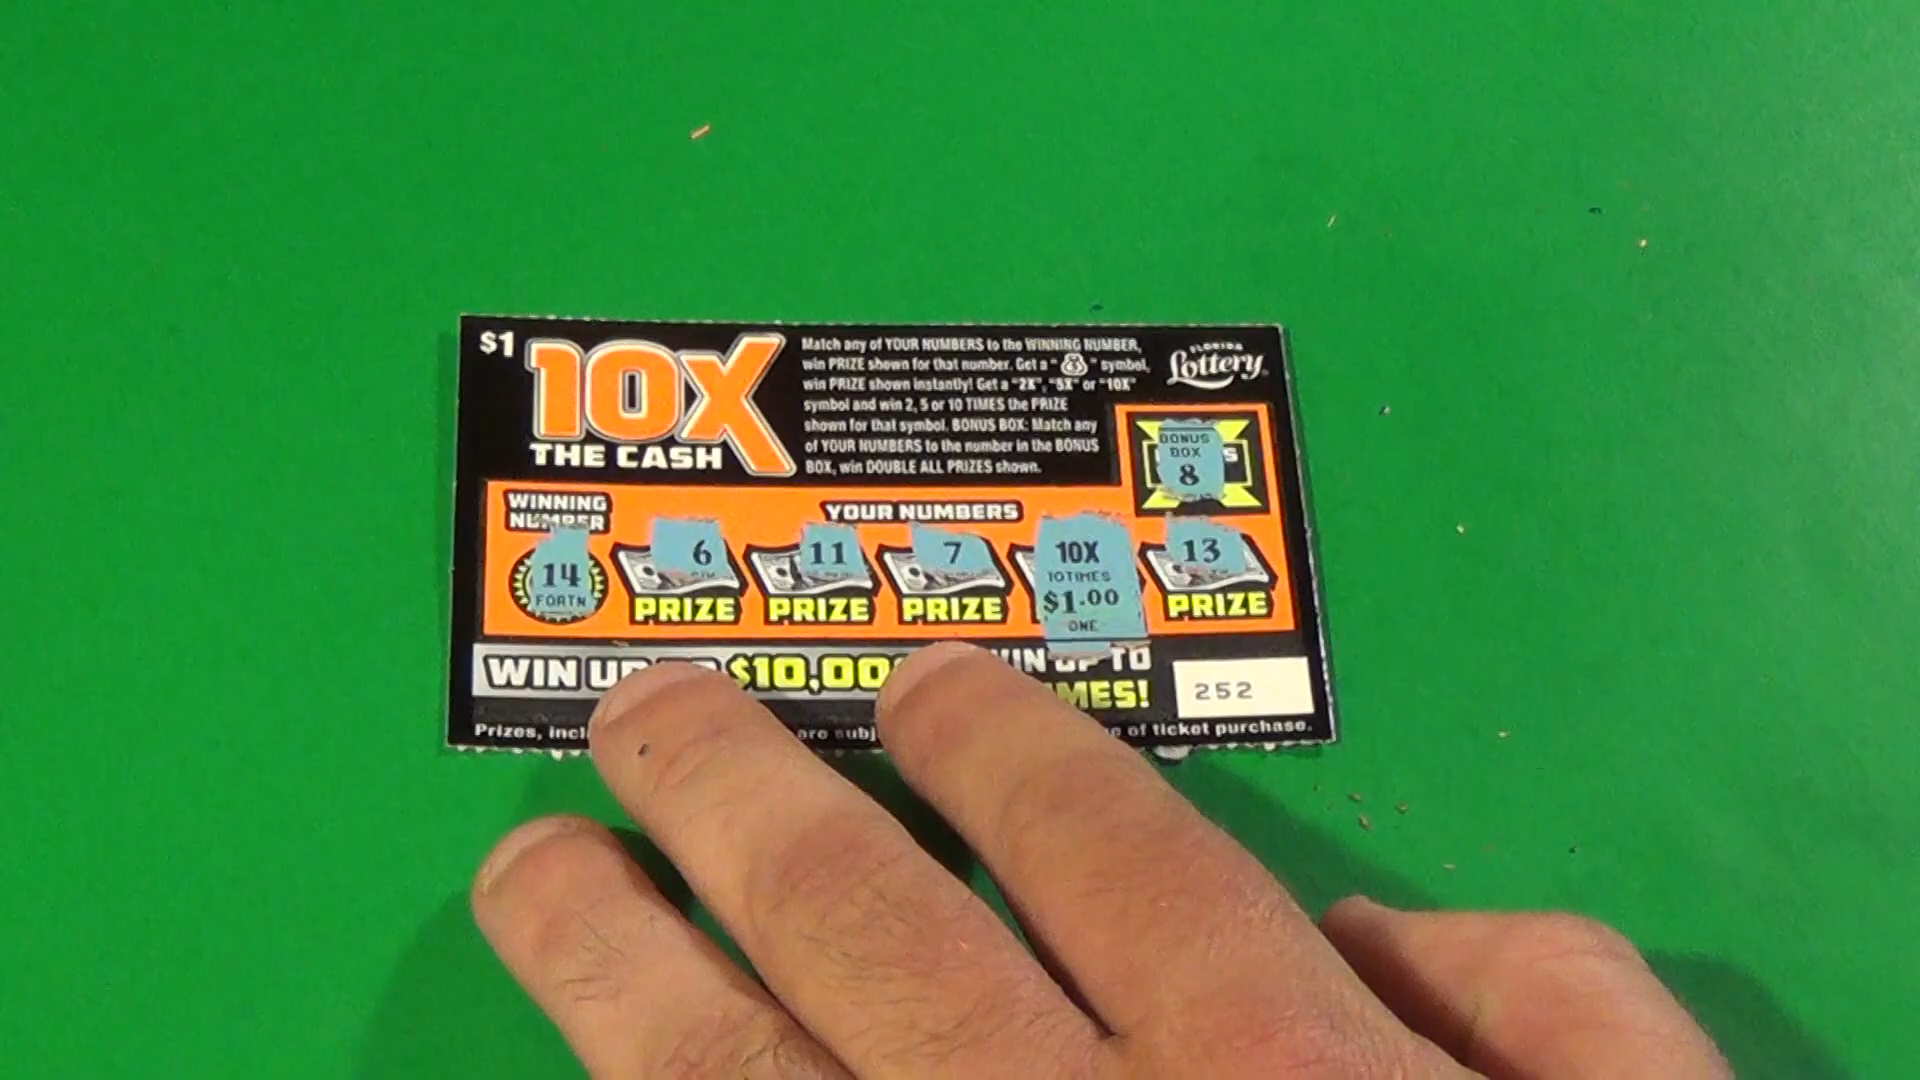 $1
10X
THE CASH
Match any of YOUR NUMBERS to the WINNING NUMBER,
win PRIZE shown for that number. Get a " " symbol,
win PRIZE shown instantly! Get a "2X", "5X" or "10X"
symbol and win 2, 5 or 10 TIMES the PRIZE
shown for that symbol. BONUS BOX: Match any
of YOUR NUMBERS to the number in the BONUS
BOX, win DOUBLE ALL PRIZES shown.
FLORIDA
Lottery
BONUS
BOX
8
WINNING
NUMBER
YOUR NUMBERS
14
FORTN
6
PRIZE
11
PRIZE
7
PRIZE
10X
10TIMES
$1.00
ONE
13
PRIZE
WIN $10,00 UP TO
252
Prizes, are of ticket purchase.